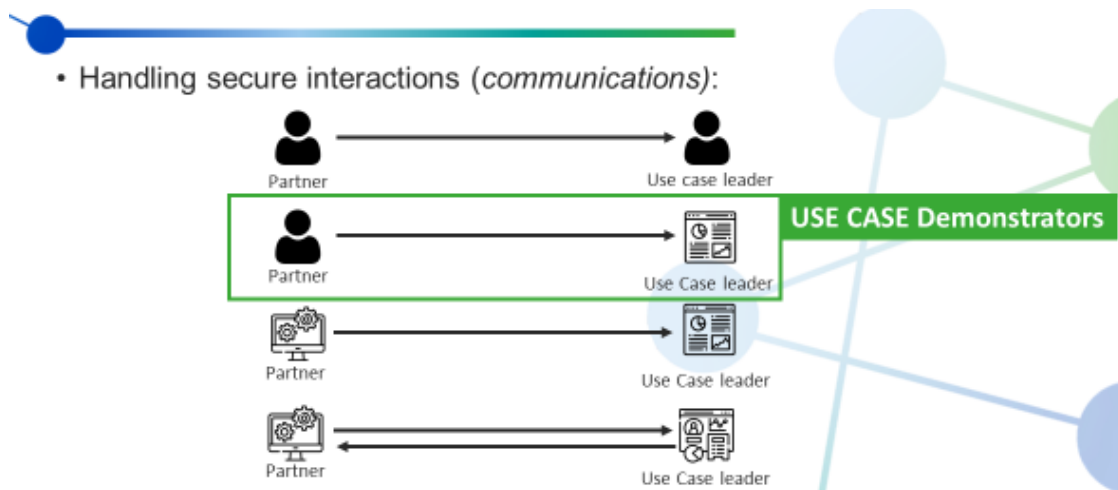 • Handling secure interactions (communications):
Partner
Use case leader
USE CASE Demonstrators
Partner
Use Case leader
Partner
Use Case leader
Partner
Use Case leader